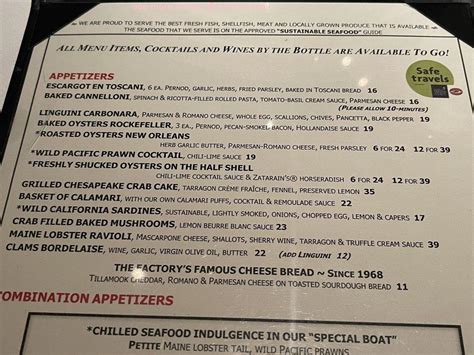 ~ WE ARE PROUD TO SERVE THE BEST FRESH FISH, SHELLFISH, MEAT AND LOCALLY GROWN PRODUCE THAT IS AVAILABLE
THE SEAFOOD THAT WE SERVE IS ON THE APPROVED "SUSTAINABLE SEAFOOD" GUIDE
ALL MENU ITEMS, COCKTAILS AND WINES BY THE BOTTLE ARE AVAILABLE TO GO!
Safe travels
APPETIZERS
ESCARGOT EN TOSCANI, 6 EA. PERNOD, GARLIC, HERBS, FRIED PARSLEY, BAKED IN TOSCANI BREAD 16
BAKED CANNELLONI, SPINACH & RICOTTA-FILLED ROLLED PASTA, TOMATO-BASIL CREAM SAUCE, PARMESAN CHEESE 16
(PLEASE ALLOW 10-MINUTES)
LINGUINI CARBONARA, PARMESAN & ROMANO CHEESE, WHOLE EGG, SCALLIONS, CHIVES, PANCETTA, BLACK PEPPER 19
BAKED OYSTERS ROCKEFELLER, 3 EA., PERNOD, PECAN-SMOKEL BACON, HOLLANDAISE SAUCE 19
*ROASTED OYSTERS NEW ORLEANS
HERB GARLIC BUTTER, PARMESAN-ROMANO CHEESE, FRESH PARSLEY 6 FOR 24 12 FOR 39
*WILD PACIFIC PRAWN COCKTAIL, CHILI-LIME SAUCE 19
*FRESHLY SHUCKED OYSTERS ON THE HALF SHELL
CHILI-LIME COCKTAIL SAUCE & ZATARAIN'S® HORSERADISH 6 FOR 24 12 FOR 39
GRILLED CHESAPEAKE CRAB CAKE, TARRAGON CRÈME FRAÎCHE, FENNEL, PRESERVED LEMON 35
BASKET OF CALAMARI, WITH OUR OWN CALAMARI PUFFS, COCKTAIL & REMOULADE SAUCE 22
*WILD CALIFORNIA SARDINES, SUSTAINABLE, LIGHTLY SMOKED, ONIONS, CHOPPED EGG, LEMON & CAPERS 17
CRAB FILLED BAKED MUSHROOMS, LEMON BEURRE BLANC SAUCE 23
MAINE LOBSTER RAVIOLI, MASCARPONE CHEESE, SHALLOTS, SHERRY WINE, TARRAGON & TRUFFLE CREAM SAUCE 39
CLAMS BORDELAISE, WINE, GARLIC, VIRGIN OLIVE OIL, BUTTER 22 (ADD LINGUINI 12)
THE FACTORY'S FAMOUS CHEESE BREAD ~ SINCE 1968
TILLAMOOK CHEDDAR, ROMANO & PARMESAN CHEESE ON TOASTED SOURDOUGH BREAD 11
COMBINATION APPETIZERS
*CHILLED SEAFOOD INDULGENCE IN OUR "SPECIAL BOAT"
PETITE MAINE LOBSTER TAIL, WILD PACIFIC PRAWNS